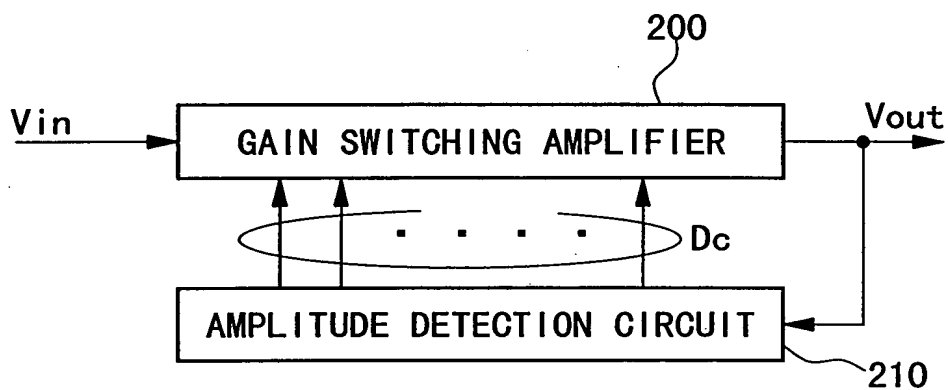 200
Vin
Vout
GAIN SWITCHING AMPLIFIER
Dc
AMPLITUDE DETECTION CIRCUIT
210